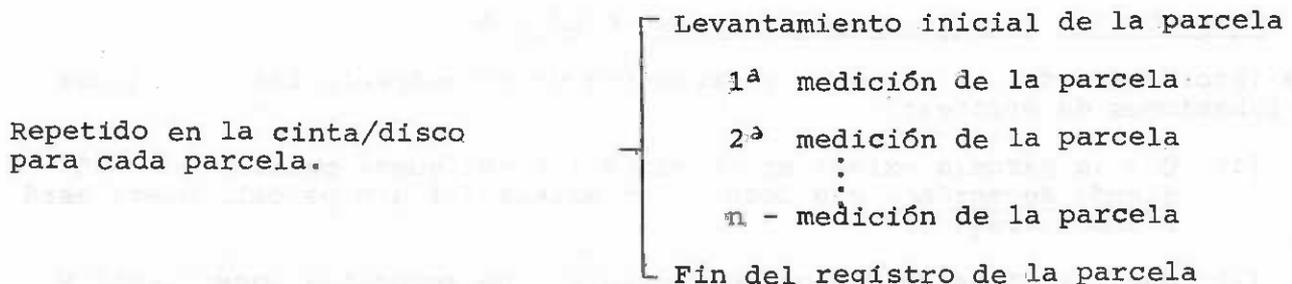 Levantamiento inicial de la parcela
1ª medición de la parcela
Repetido en la cinta/disco
2ª medición de la parcela
para cada parcela.
n - medición de la parcela
Fin del registro de la parcela